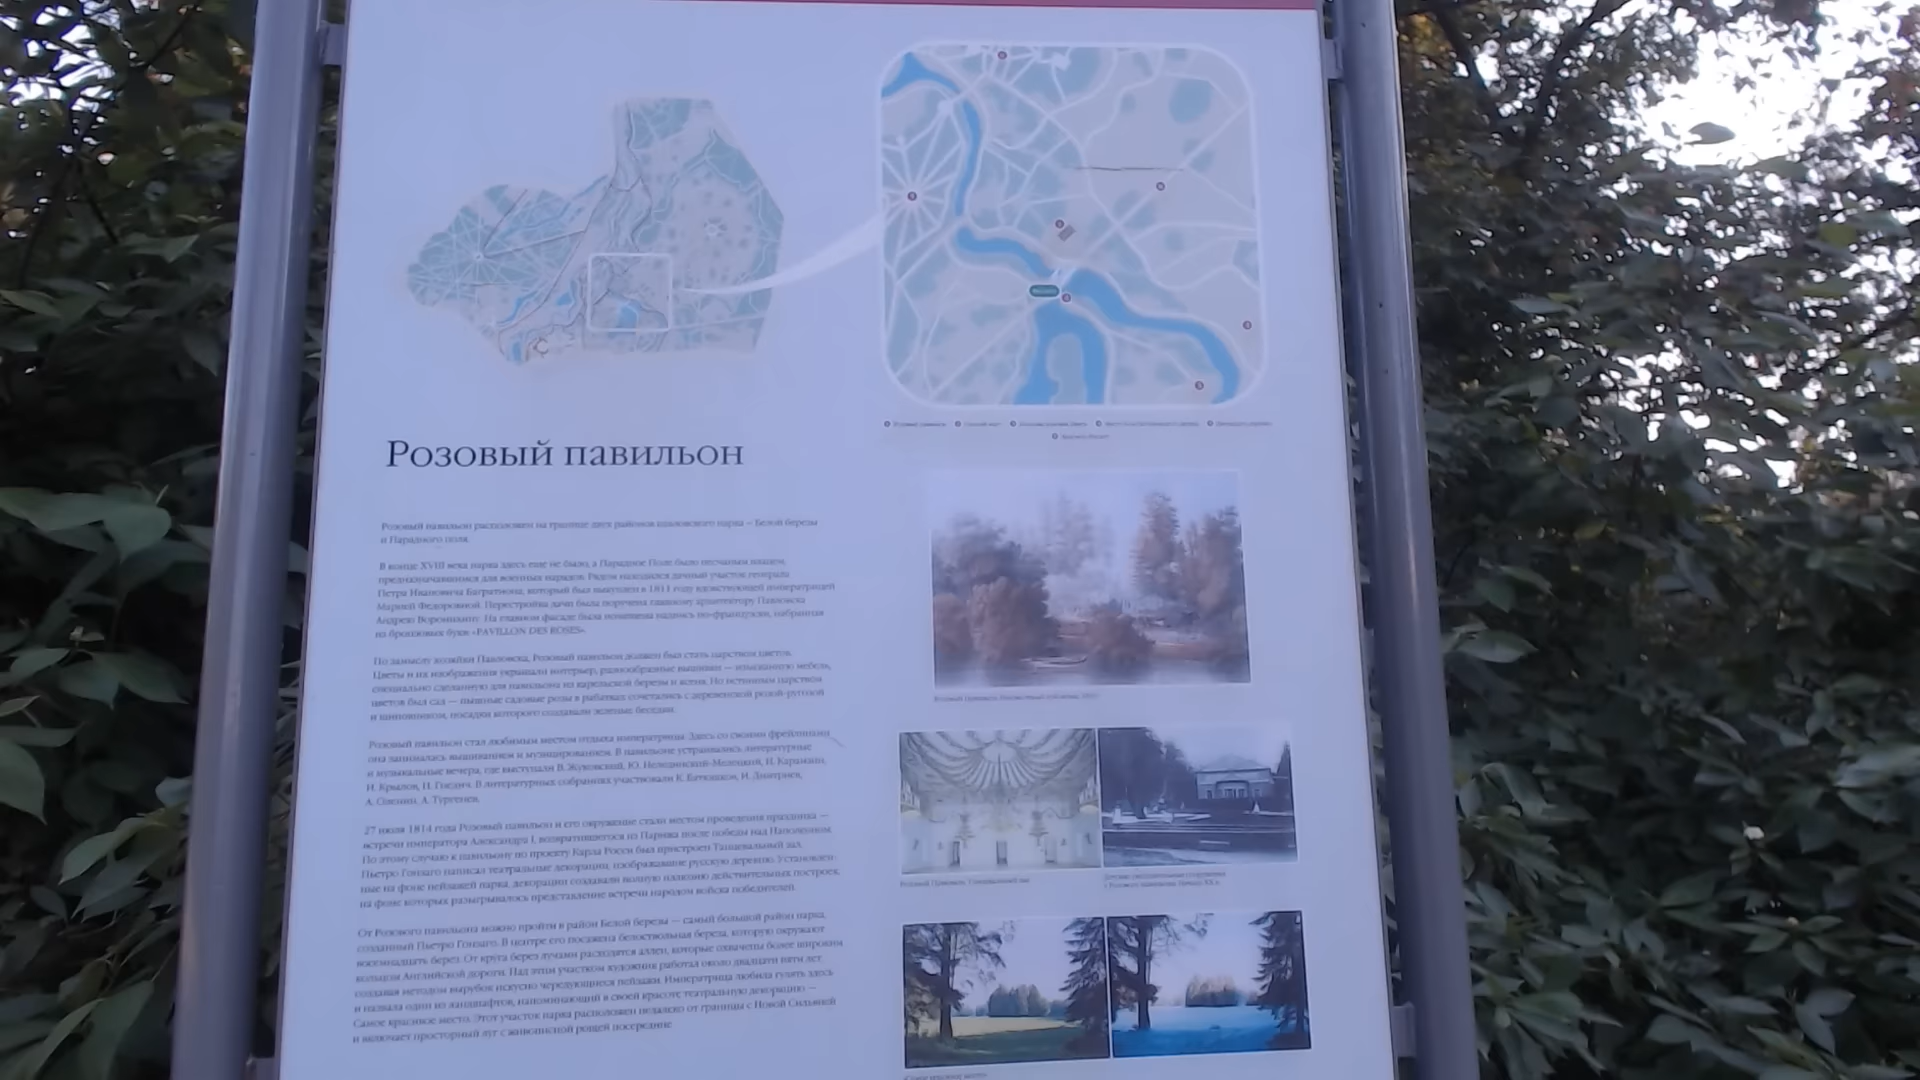 Розовый павильон
Розовый павильон расположен на границе двух районов павловского парка – Белой березы
и Парадного поля.
В конце XVIII века парка здесь еще не было, а Парадное Поле было песчаным плацем,
предназначавшимся для военных парадов. Рядом находился дачный участок генерала
Петра Ивановича Багратиона, который был выкуплен в 1811 году вдовствующей императрицей
Марией Федоровной. Перестройка дачи была поручена главному архитектору Павловска
Андрею Воронихину. На главном фасаде была помещена надпись по-французски, набранная
из бронзовых букв «PAVILLON DES ROSES».
По замыслу хозяйки Павловска, Розовый павильон должен был стать царством цветов.
Цветы и их изображения украшали интерьер, разнообразные вышивки — изысканную мебель,
специально сделанную для павильона из карельской березы и ясеня. Но истинным царством
цветов был сад — пышные садовые розы в рабатках сочетались с деревенской розой-ругозой
и шиповником, посадки которого создавали зеленые беседки.
Розовый павильон стал любимым местом отдыха императрицы. Здесь со своими фрейлинами
она занималась вышиванием и музицированием. В павильоне устраивались литературные
и музыкальные вечера, где выступали В. Жуковский, Ю. Нелединский-Мелецкий, Н. Карамзин,
И. Крылов, Н. Гнедич. В литературных собраниях участвовали К. Батюшков, И. Дмитриев,
А. Оленин, А. Тургенев.
27 июля 1814 года Розовый павильон и его окружение стали местом проведения праздника —
встречи императора Александра I, возвратившегося из Парижа после победы над Наполеоном.
По этому случаю к павильону по проекту Карла Росси был пристроен Танцевальный зал.
Пьетро Гонзаго написал театральные декорации, изображавшие русскую деревню. Установлен-
ные на фоне пейзажей парка, декорации создавали полную иллюзию действительных построек,
на фоне которых разыгрывалось представление встречи народом войска победителей.
От Розового павильона можно пройти в район Белой березы — самый большой район парка,
созданный Пьетро Гонзаго. В центре его посажена белоствольная береза, которую окружают
восемнадцать берез. От круга берез лучами расходятся аллеи, которые охвачены более широким
кольцом Английской дороги. Над этим участком художник работал около двадцати пяти лет,
создавая методом вырубок искусно чередующиеся пейзажи. Императрица любила гулять здесь
и назвала один из ландшафтов, напоминающий в своей красоте театральную декорацию —
Самое красивое место. Этот участок парка расположен недалеко от границы с Новой Сильвией
и включает просторный луг с живописной рощей посередине.
Розовый Павильон. Танцевальный зал